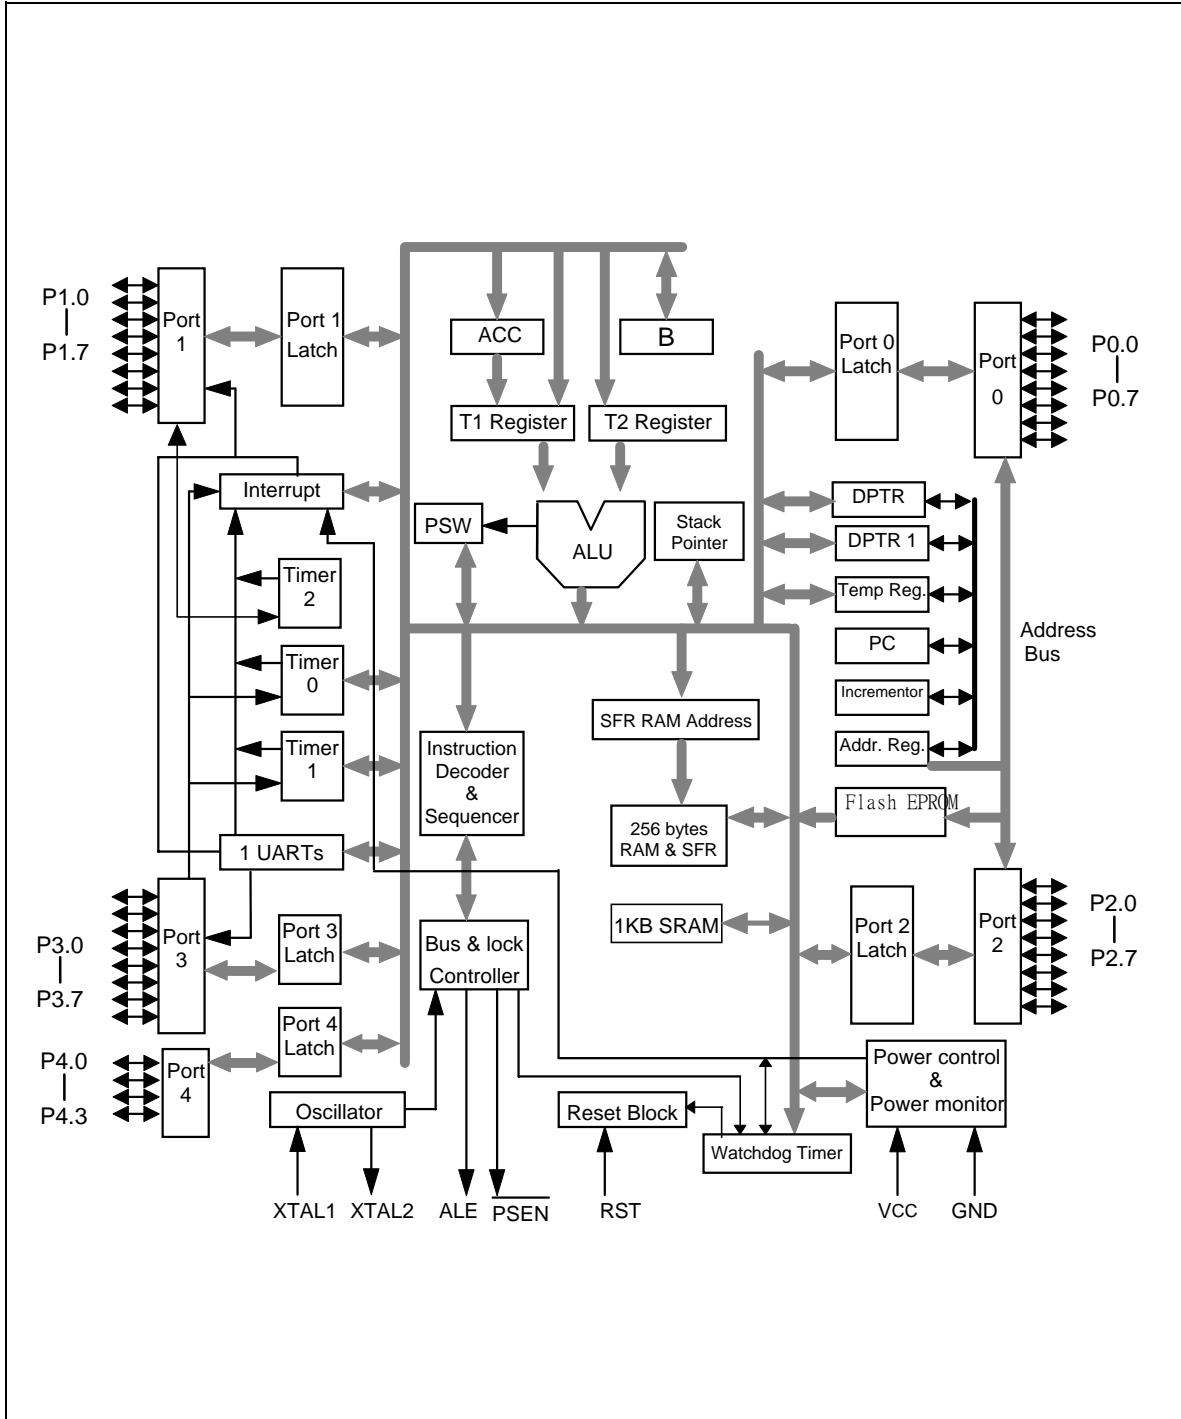 P1.0
P1.7
Port
1
Port 1
Latch
ACC
B
T1 Register
T2 Register
Port 0
Latch
Port
0
P0.0
P0.7
Interrupt
PSW
ALU
Stack
Pointer
DPTR
DPTR 1
Temp Reg.
PC
Incrementor
Addr. Reg.
Address
Bus
Timer
2
Timer
0
Timer
1
SFR RAM Address
Instruction
Decoder
&
Sequencer
256 bytes
RAM & SFR
Flash EPROM
1 UARTs
P3.0
P3.7
Port
3
Port 3
Latch
Bus & lock
Controller
1KB SRAM
Port 2
Latch
Port
2
P2.0
P2.7
P4.0
P4.3
Port
4
Port 4
Latch
Oscillator
Reset Block
Watchdog Timer
Power control
&
Power monitor
XTAL1
XTAL2
ALE
PSEN
RST
VCC
GND